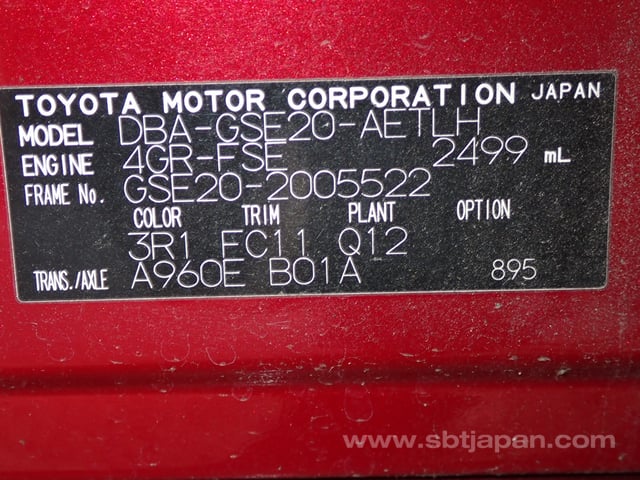 TOYOTA MOTOR CORPORATION JAPAN
MODEL DBA-GSE20-AETLH
ENGINE 4GR-FSE 2499 mL
FRAME No. GSE20-2005522
COLOR TRIM PLANT OPTION
3R1 FC11 Q12
TRANS./AXLE A960E B01A 895
www.sbtjapan.com